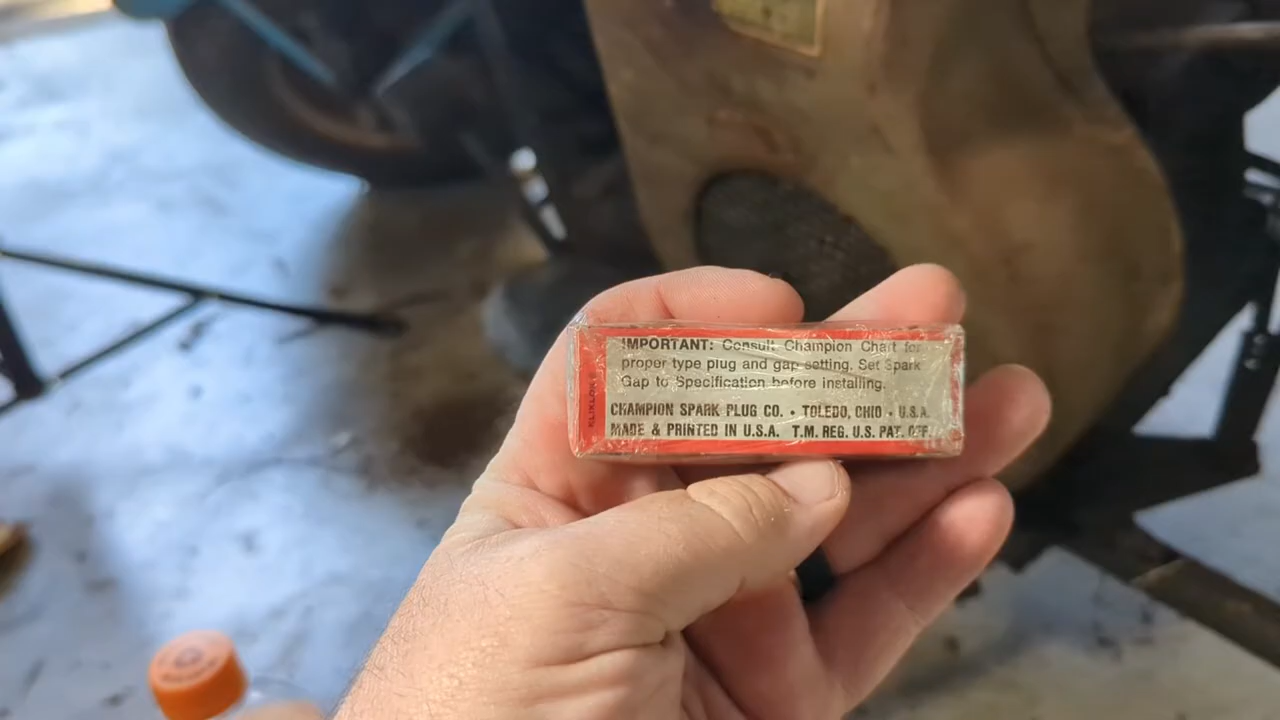 IMPORTANT: Consult Champion Chart for
proper type plug and gap setting. Set Spark
Gap to Specification before installing.
CHAMPION SPARK PLUG CO. • TOLEDO, OHIO • U.S.A.
MADE & PRINTED IN U.S.A. T.M. REG. U.S. PAT. OFF.